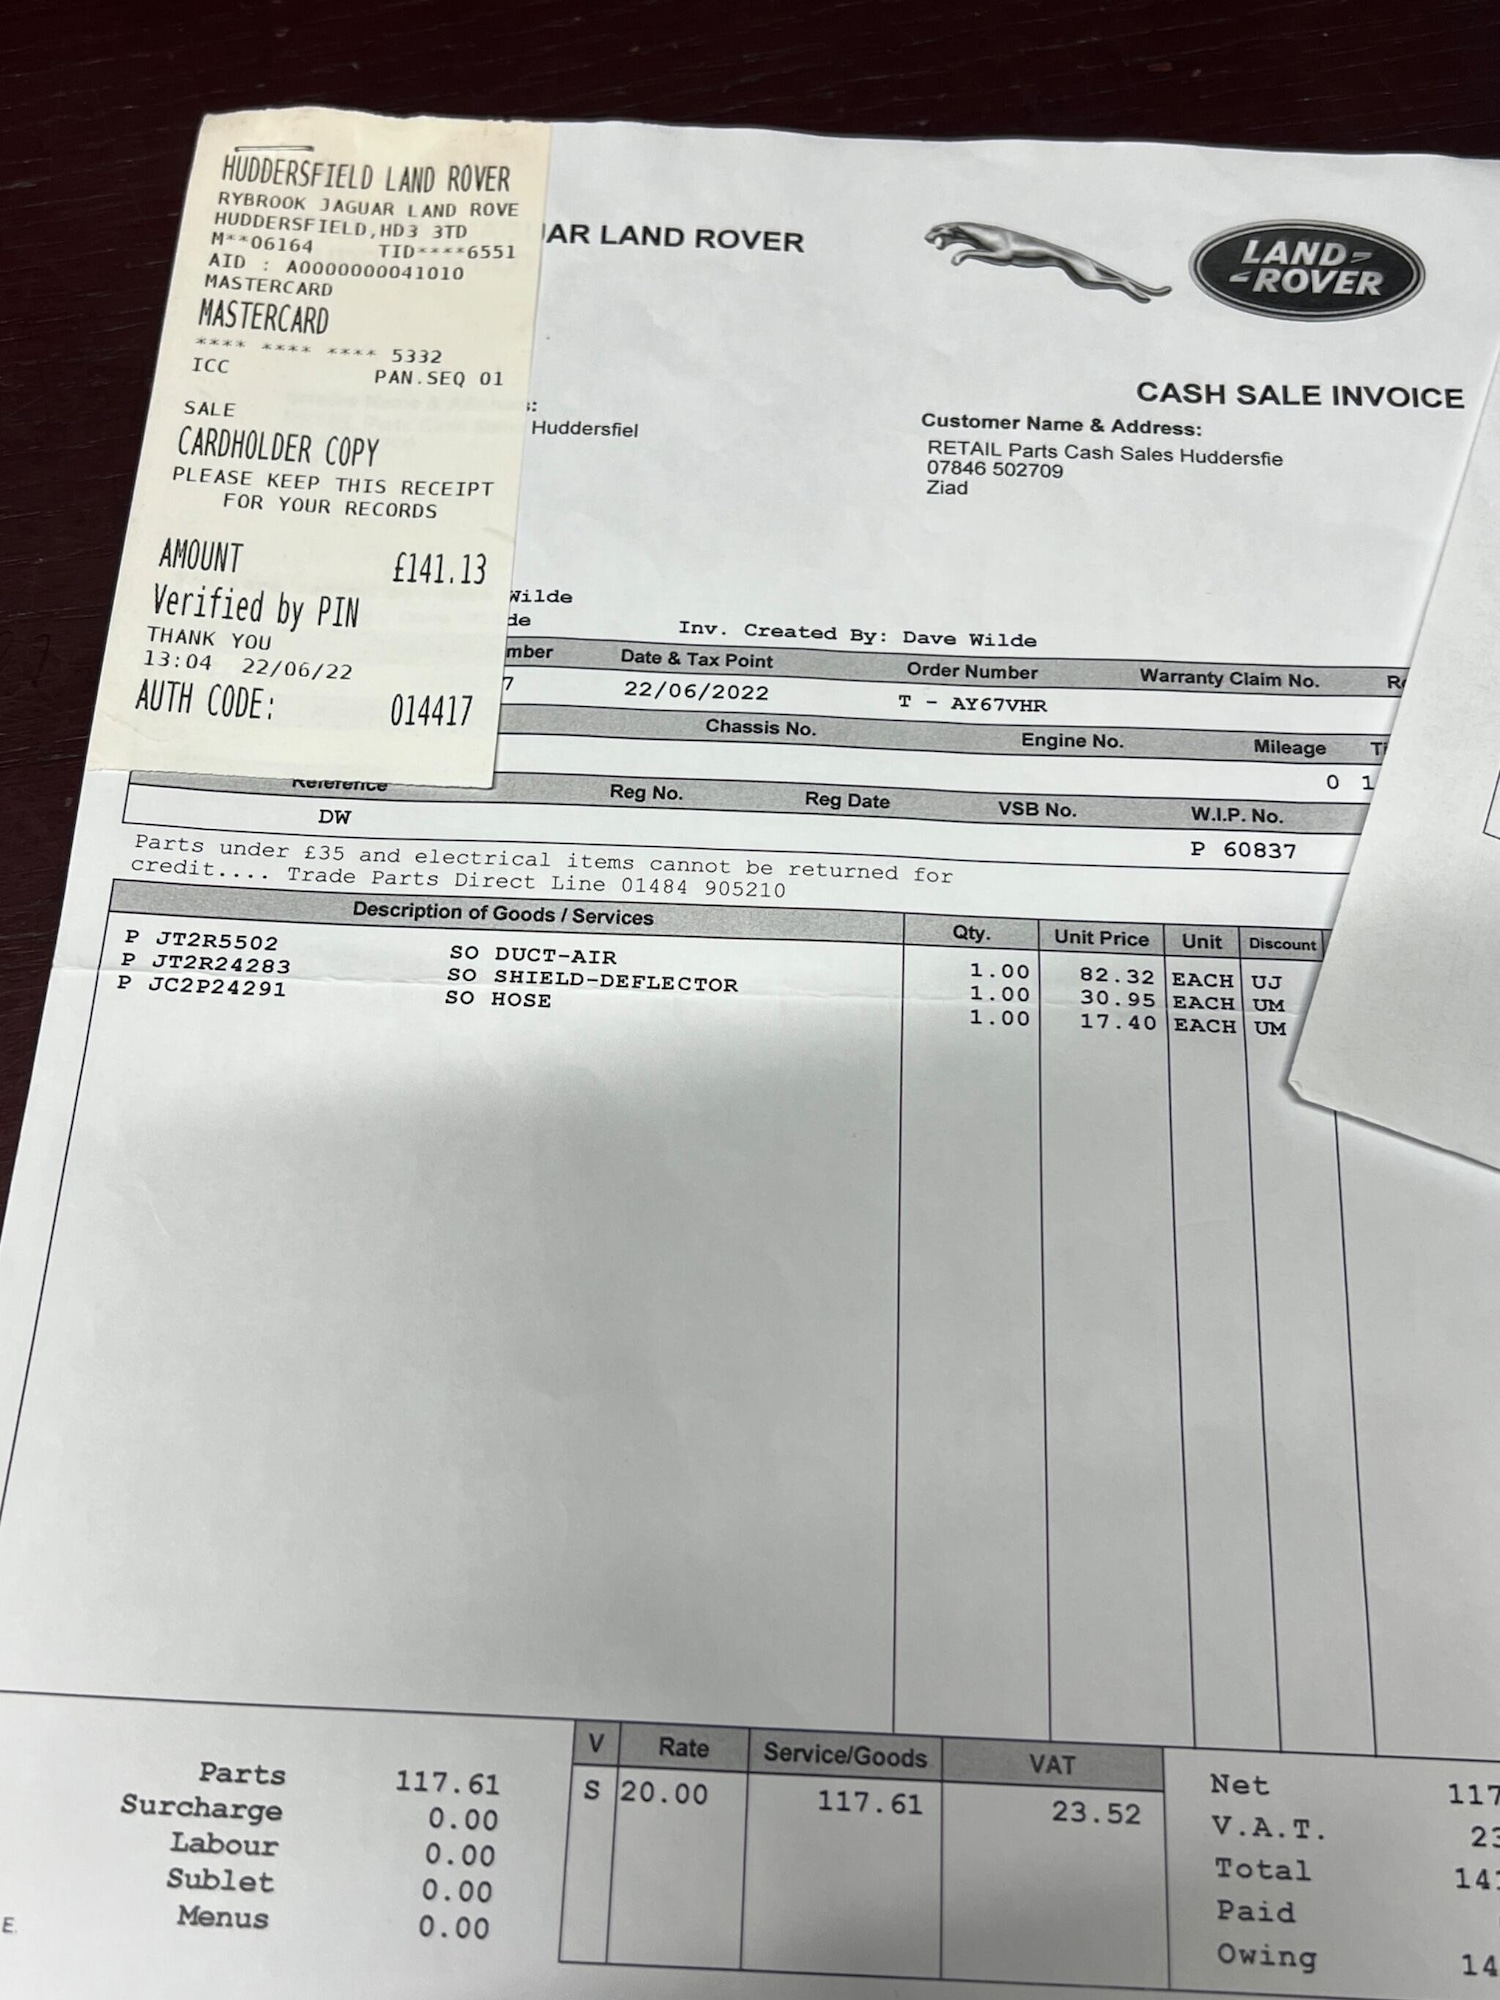 HUDDERSFIELD LAND ROVER
RYBROOK JAGUAR LAND ROVE
HUDDERSFIELD,HD3 3TD
M**06164 TID****6551
AID : A0000000041010
MASTERCARD
MASTERCARD
**** **** **** 5332
ICC PAN.SEQ 01
SALE
CARDHOLDER COPY
PLEASE KEEP THIS RECEIPT
FOR YOUR RECORDS
AMOUNT £141.13
Verified by PIN
THANK YOU
13:04 22/06/22
AUTH CODE: 014417
AR LAND ROVER
LAND-
-ROVER
CASH SALE INVOICE
Huddersfiel
Customer Name & Address:
RETAIL Parts Cash Sales Huddersfie
07846 502709
Ziad
Wilde
de Inv. Created By: Dave Wilde
mber Date & Tax Point Order Number Warranty Claim No.
7 22/06/2022 T - AY67VHR
Chassis No. Engine No. Mileage
0 1
Reference Reg No. Reg Date VSB No. W.I.P. No.
DW P 60837
Parts under £35 and electrical items cannot be returned for
credit.... Trade Parts Direct Line 01484 905210
Description of Goods / Services Qty. Unit Price Unit Discount
P JT2R5502 SO DUCT-AIR 1.00 82.32 EACH UJ
P JT2R24283 SO SHIELD-DEFLECTOR 1.00 30.95 EACH UM
P JC2P24291 SO HOSE 1.00 17.40 EACH UM
Parts 117.61
Surcharge 0.00
Labour 0.00
Sublet 0.00
Menus 0.00
E.
V Rate Service/Goods VAT
S 20.00 117.61 23.52
Net 117
V.A.T. 23
Total 141
Paid
Owing 14